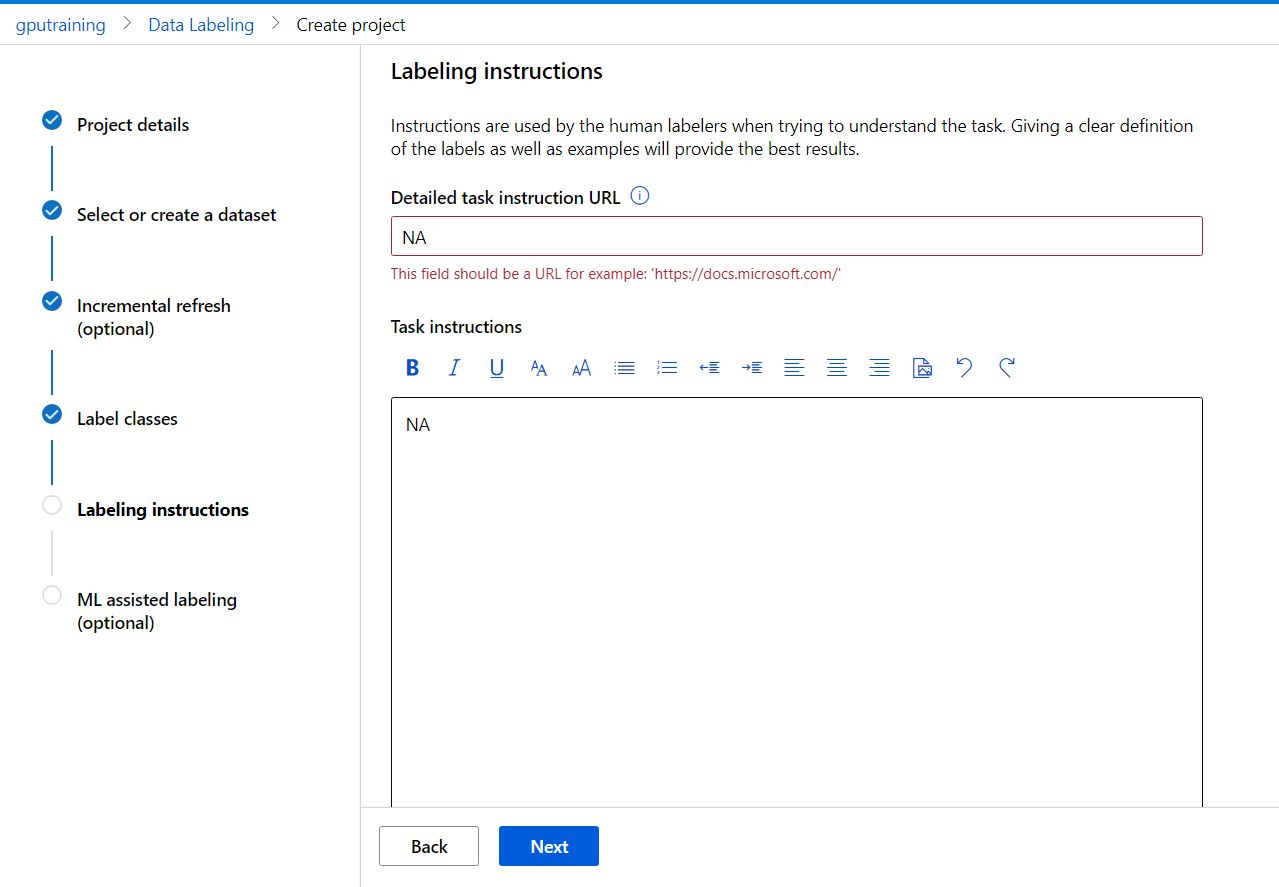 gputraining > Data Labeling > Create project
Project details
Select or create a dataset
Incremental refresh
(optional)
Label classes
Labeling instructions
ML assisted labeling
(optional)
Labeling instructions
Instructions are used by the human labelers when trying to understand the task. Giving a clear definition
of the labels as well as examples will provide the best results.
Detailed task instruction URL
NA
This field should be a URL for example: 'https://docs.microsoft.com/'
Task instructions
B I U AA AA
NA
Back Next